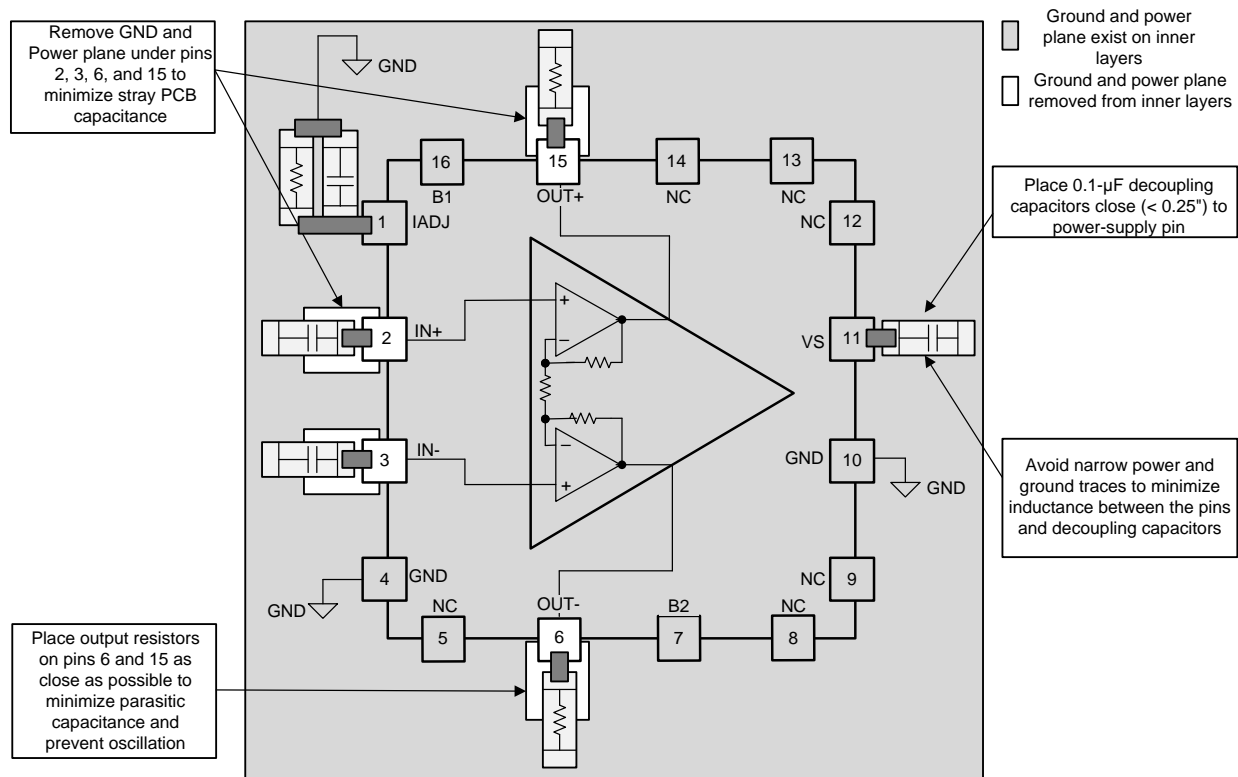 Remove GND and
Power plane under pins
2, 3, 6, and 15 to
minimize stray PCB
capacitance
GND
Ground and power
plane exist on inner
layers
Ground and power plane
removed from inner layers
16
B1
15
OUT+
14
NC
13
NC
1
IADJ
NC
12
Place 0.1-µF decoupling
capacitors close (< 0.25") to
power-supply pin
2
IN+
+
−
VS
11
3
IN-
−
+
GND
10
GND
Avoid narrow power and
ground traces to minimize
inductance between the pins
and decoupling capacitors
4
GND
GND
NC
9
NC
5
OUT-
6
B2
7
NC
8
Place output resistors
on pins 6 and 15 as
close as possible to
minimize parasitic
capacitance and
prevent oscillation